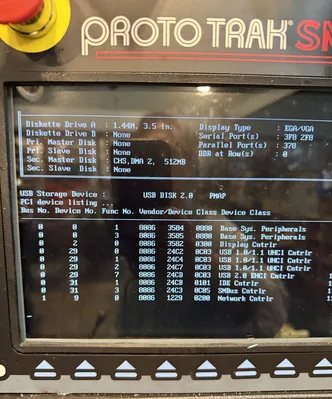 PROTO TRAK® SM
Diskette Drive A : 1.44M, 3.5 in. Display Type : EGA/VGA
Diskette Drive B : None Serial Port(s) : 3F8 2F8
Pri. Master Disk : None Parallel Port(s) : 378
Pri. Slave Disk : None DDR at Row(s) : 0
Sec. Master Disk : CHS,DMA 2, 512MB
Sec. Slave Disk : None
USB Storage Device : USB DISK 2.0 PMAP
PCI device listing ...
Bus No. Device No. Func No. Vendor/Device Class Device Class
0 0 1 8086 3584 0880 Base Sys. Peripherals
0 0 3 8086 3585 0880 Base Sys. Peripherals
0 2 0 8086 3582 0300 Display Cntrlr
0 29 0 8086 24C2 0C03 USB 1.0/1.1 UHCI Cntrlr
0 29 1 8086 24C4 0C03 USB 1.0/1.1 UHCI Cntrlr
0 29 2 8086 24C7 0C03 USB 1.0/1.1 UHCI Cntrlr
0 29 7 8086 24CD 0C03 USB 2.0 EHCI Cntrlr
0 31 1 8086 24CB 0101 IDE Cntrlr
0 31 3 8086 24C3 0C05 SMBus Cntrlr
1 9 0 8086 1229 0200 Network Cntrlr